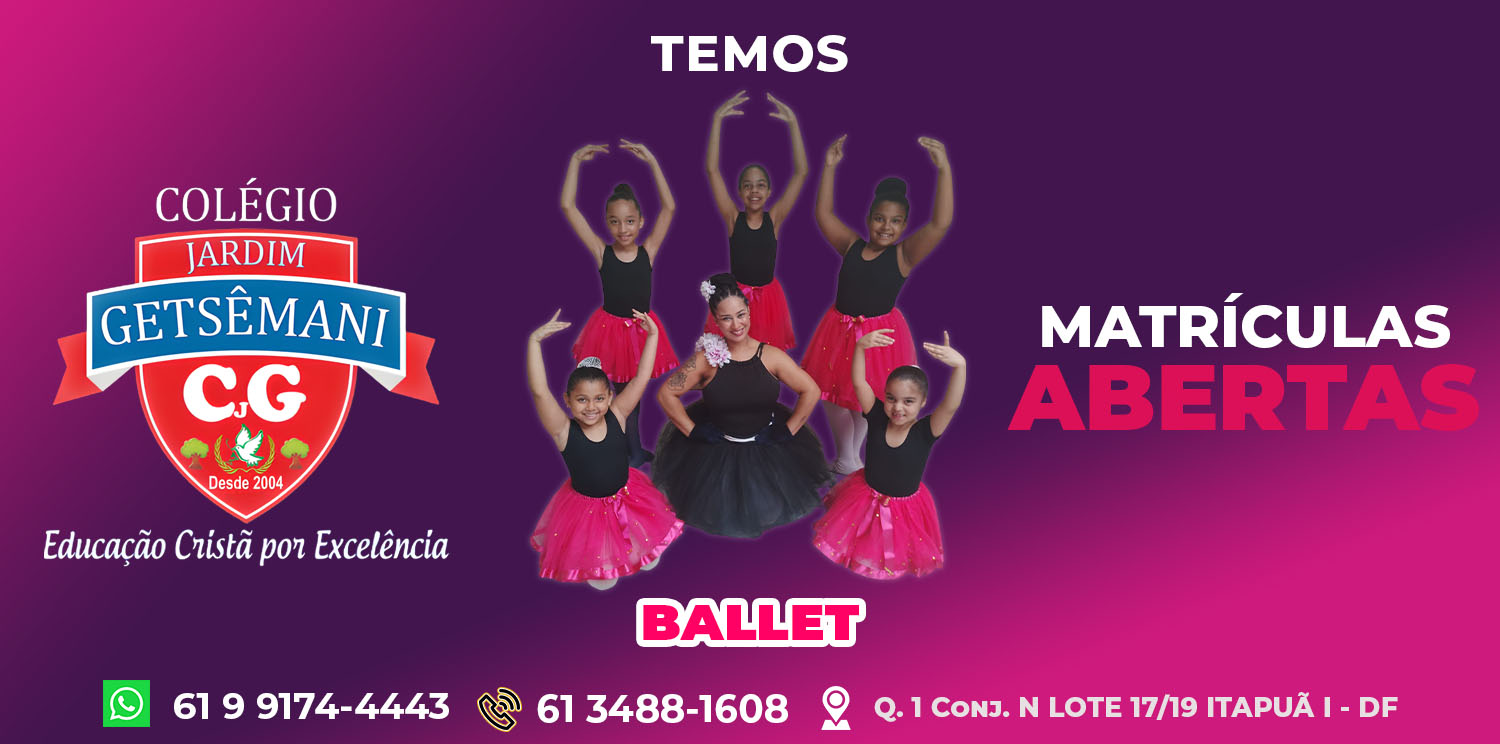 TEMOS
COLÉGIO
JARDIM
GETSÊMANI
CJG
Desde 2004
Educação Cristã por Excelência
MATRÍCULAS
ABERTAS
BALLET
61 9 9174-4443
61 3488-1608
Q. 1 Conj. N LOTE 17/19 ITAPUÃ I - DF